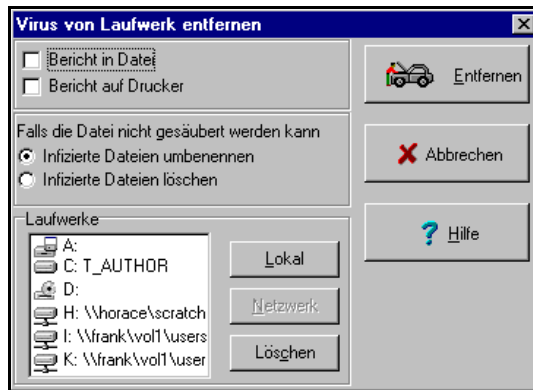 Virus von Laufwerk entfernen
Bericht in Datei
Bericht auf Drucker
Entfernen
Falls die Datei nicht gesäubert werden kann
Infizierte Dateien umbenennen
Infizierte Dateien löschen
Abbrechen
Hilfe
Laufwerke
A:
C: T_AUTHOR
D:
H: \\horace\scratch
I: \\frank\vol1\users
K: \\frank\vol1\user
Lokal
Netzwerk
Löschen